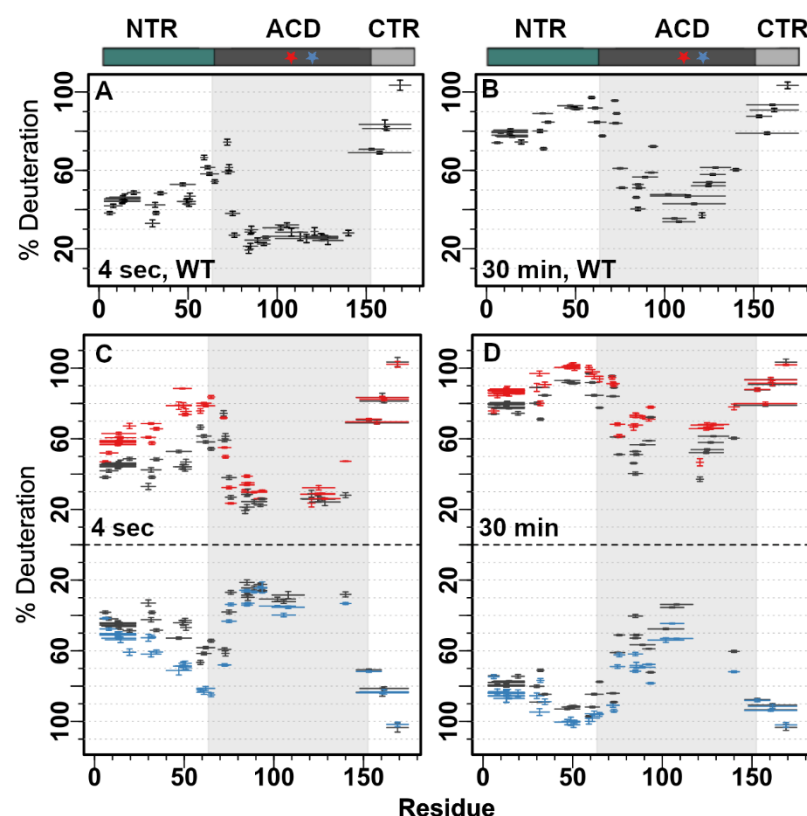 NTR ACD CTR NTR ACD CTR
A B
100 100
60 60
20 20
% Deuteration
4 sec, WT 30 min, WT
0 50 100 150 0 50 100 150
C D
100 100
60 60
20 20
4 sec 30 min
% Deuteration
20 20
60 60
100 100
0 50 100 150 0 50 100 150
Residue